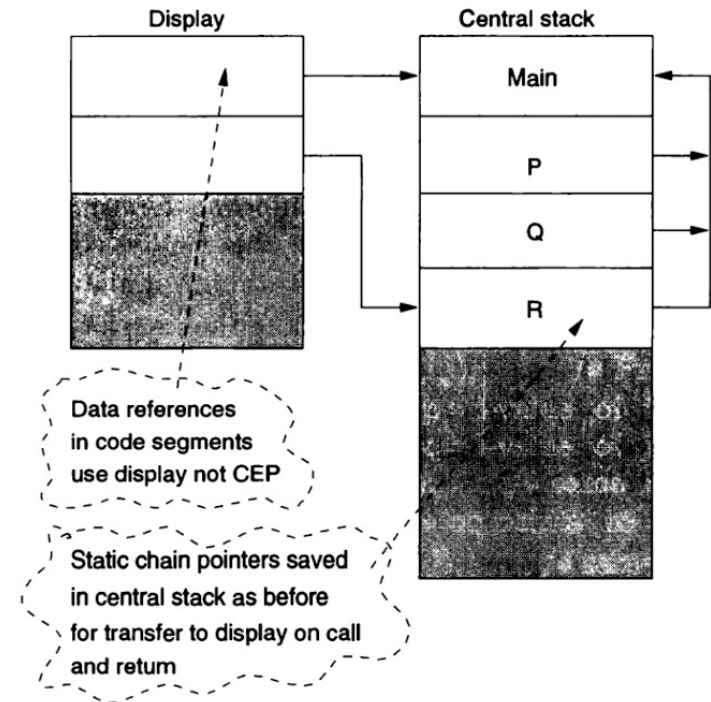 Display
Central stack
Main
P
Q
R
Data references
in code segments
use display not CEP
Static chain pointers saved
in central stack as before
for transfer to display on call
and return